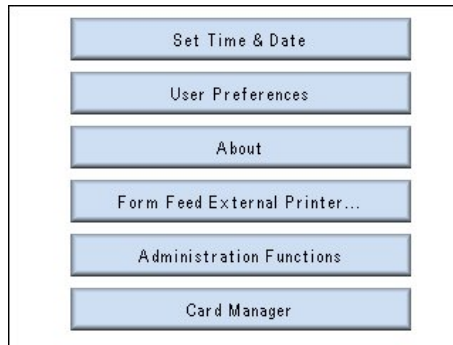 Set Time & Date
User Preferences
About
Form Feed External Printer...
Administration Functions
Card Manager